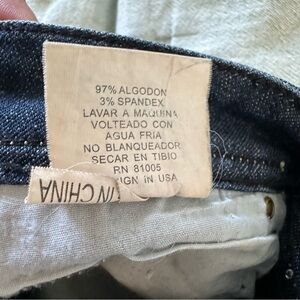 97% ALGODON
3% SPANDEX
LAVAR A MAQUINA
VOLTEADO CON
AGUA FRIA
NO BLANQUEADOR
SECAR EN TIBIO
RN 81005
IGN IN USA
IN CHINA